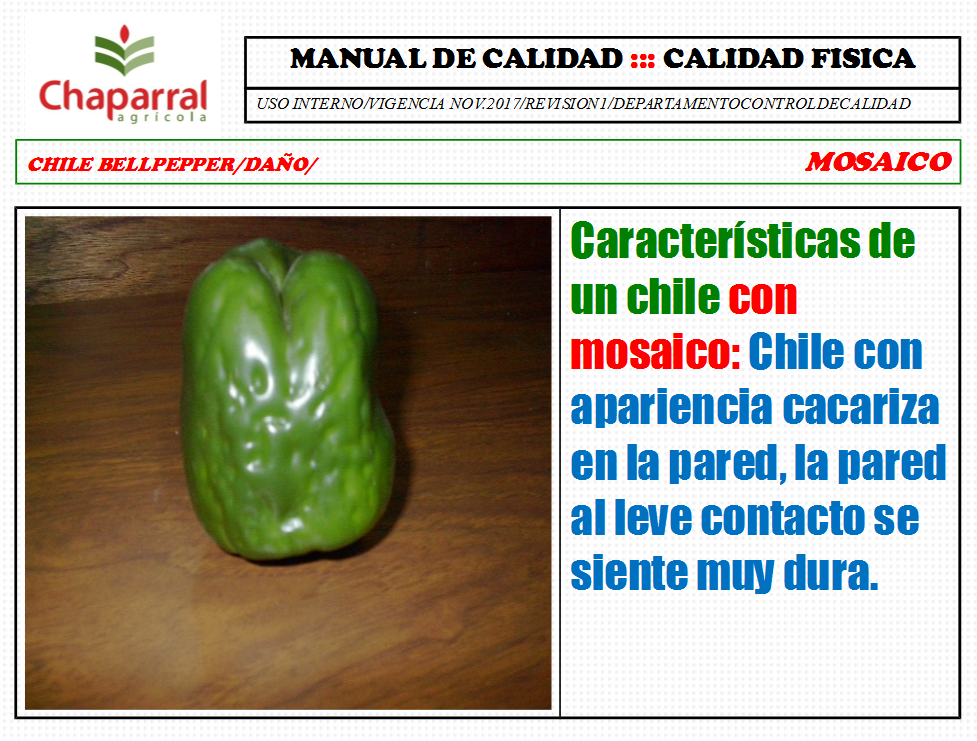 Chaparral
agrícola
MANUAL DE CALIDAD ::: CALIDAD FISICA
USO INTERNO/VIGENCIA NOV.2017/REVISION1/DEPARTAMENTOCONTROLDECALIDAD
CHILE BELLPEPPER/DAÑO/
MOSAICO
Características de
un chile con
mosaico: Chile con
apariencia cacariza
en la pared, la pared
al leve contacto se
siente muy dura.